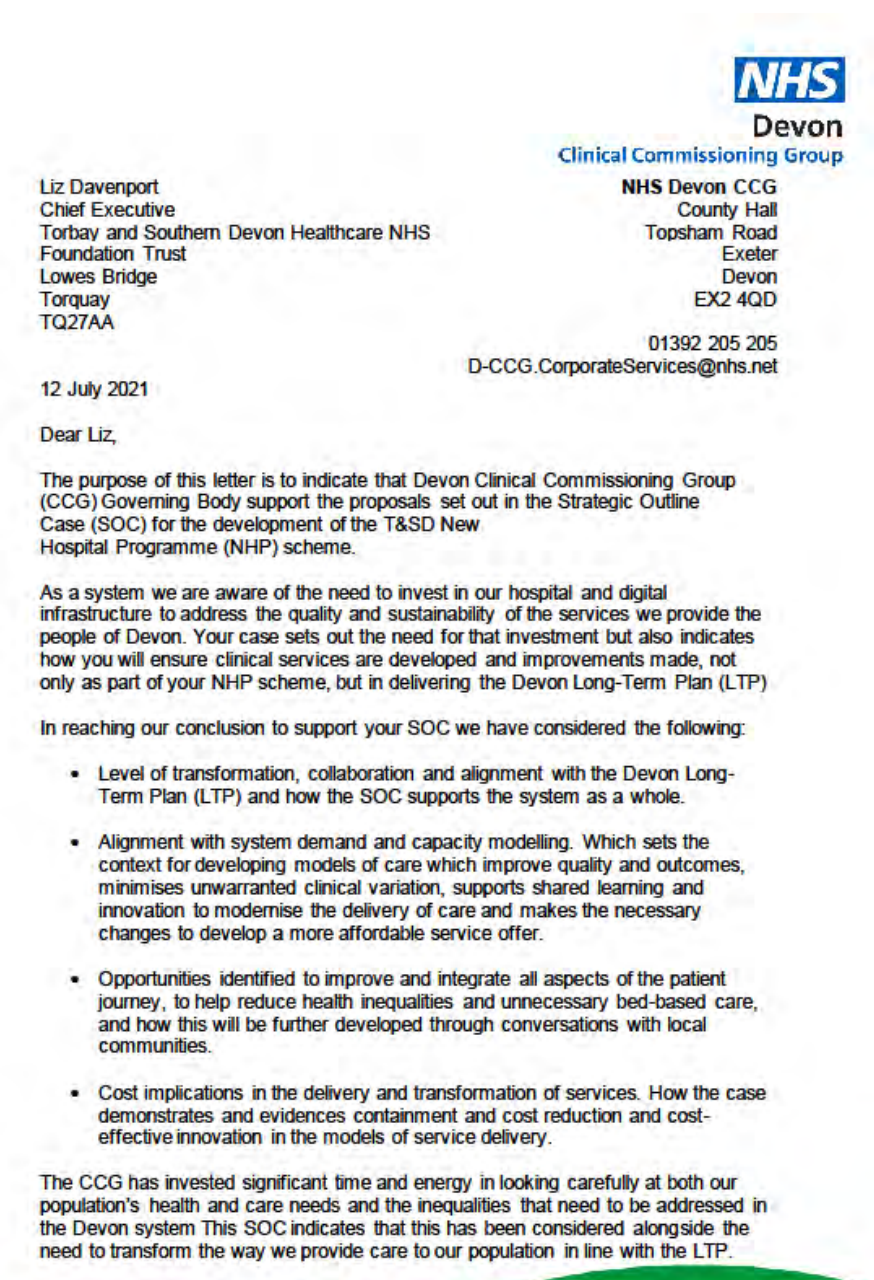 NHS
Devon
Clinical Commissioning Group
Liz Davenport
Chief Executive
Torbay and Southern Devon Healthcare NHS
Foundation Trust
Lowes Bridge
Torquay
TQ27AA
NHS Devon CCG
County Hall
Topsham Road
Exeter
Devon
EX2 4QD
01392 205 205
D-CCG.CorporateServices@nhs.net
12 July 2021
Dear Liz,
The purpose of this letter is to indicate that Devon Clinical Commissioning Group
(CCG) Governing Body support the proposals set out in the Strategic Outline
Case (SOC) for the development of the T&SD New
Hospital Programme (NHP) scheme.
As a system we are aware of the need to invest in our hospital and digital
infrastructure to address the quality and sustainability of the services we provide the
people of Devon. Your case sets out the need for that investment but also indicates
how you will ensure clinical services are developed and improvements made, not
only as part of your NHP scheme, but in delivering the Devon Long-Term Plan (LTP)
In reaching our conclusion to support your SOC we have considered the following:
• Level of transformation, collaboration and alignment with the Devon Long-
Term Plan (LTP) and how the SOC supports the system as a whole.
• Alignment with system demand and capacity modelling. Which sets the
context for developing models of care which improve quality and outcomes,
minimises unwarranted clinical variation, supports shared learning and
innovation to modernise the delivery of care and makes the necessary
changes to develop a more affordable service offer.
• Opportunities identified to improve and integrate all aspects of the patient
journey, to help reduce health inequalities and unnecessary bed-based care,
and how this will be further developed through conversations with local
communities.
• Cost implications in the delivery and transformation of services. How the case
demonstrates and evidences containment and cost reduction and cost-
effective innovation in the models of service delivery.
The CCG has invested significant time and energy in looking carefully at both our
population's health and care needs and the inequalities that need to be addressed in
the Devon system This SOC indicates that this has been considered alongside the
need to transform the way we provide care to our population in line with the LTP.